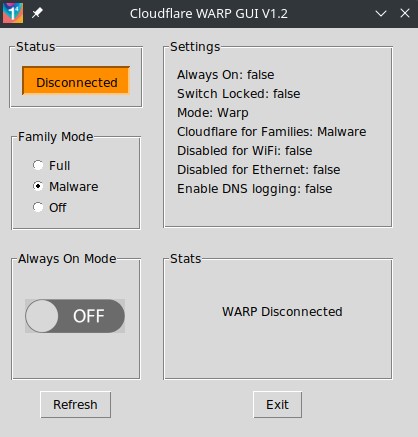 Cloudflare WARP GUI V1.2
Status
Disconnected
Family Mode
Full
Malware
Off
Always On Mode
OFF
Refresh
Settings
Always On: false
Switch Locked: false
Mode: Warp
Cloudflare for Families: Malware
Disabled for WiFi: false
Disabled for Ethernet: false
Enable DNS logging: false
Stats
WARP Disconnected
Exit